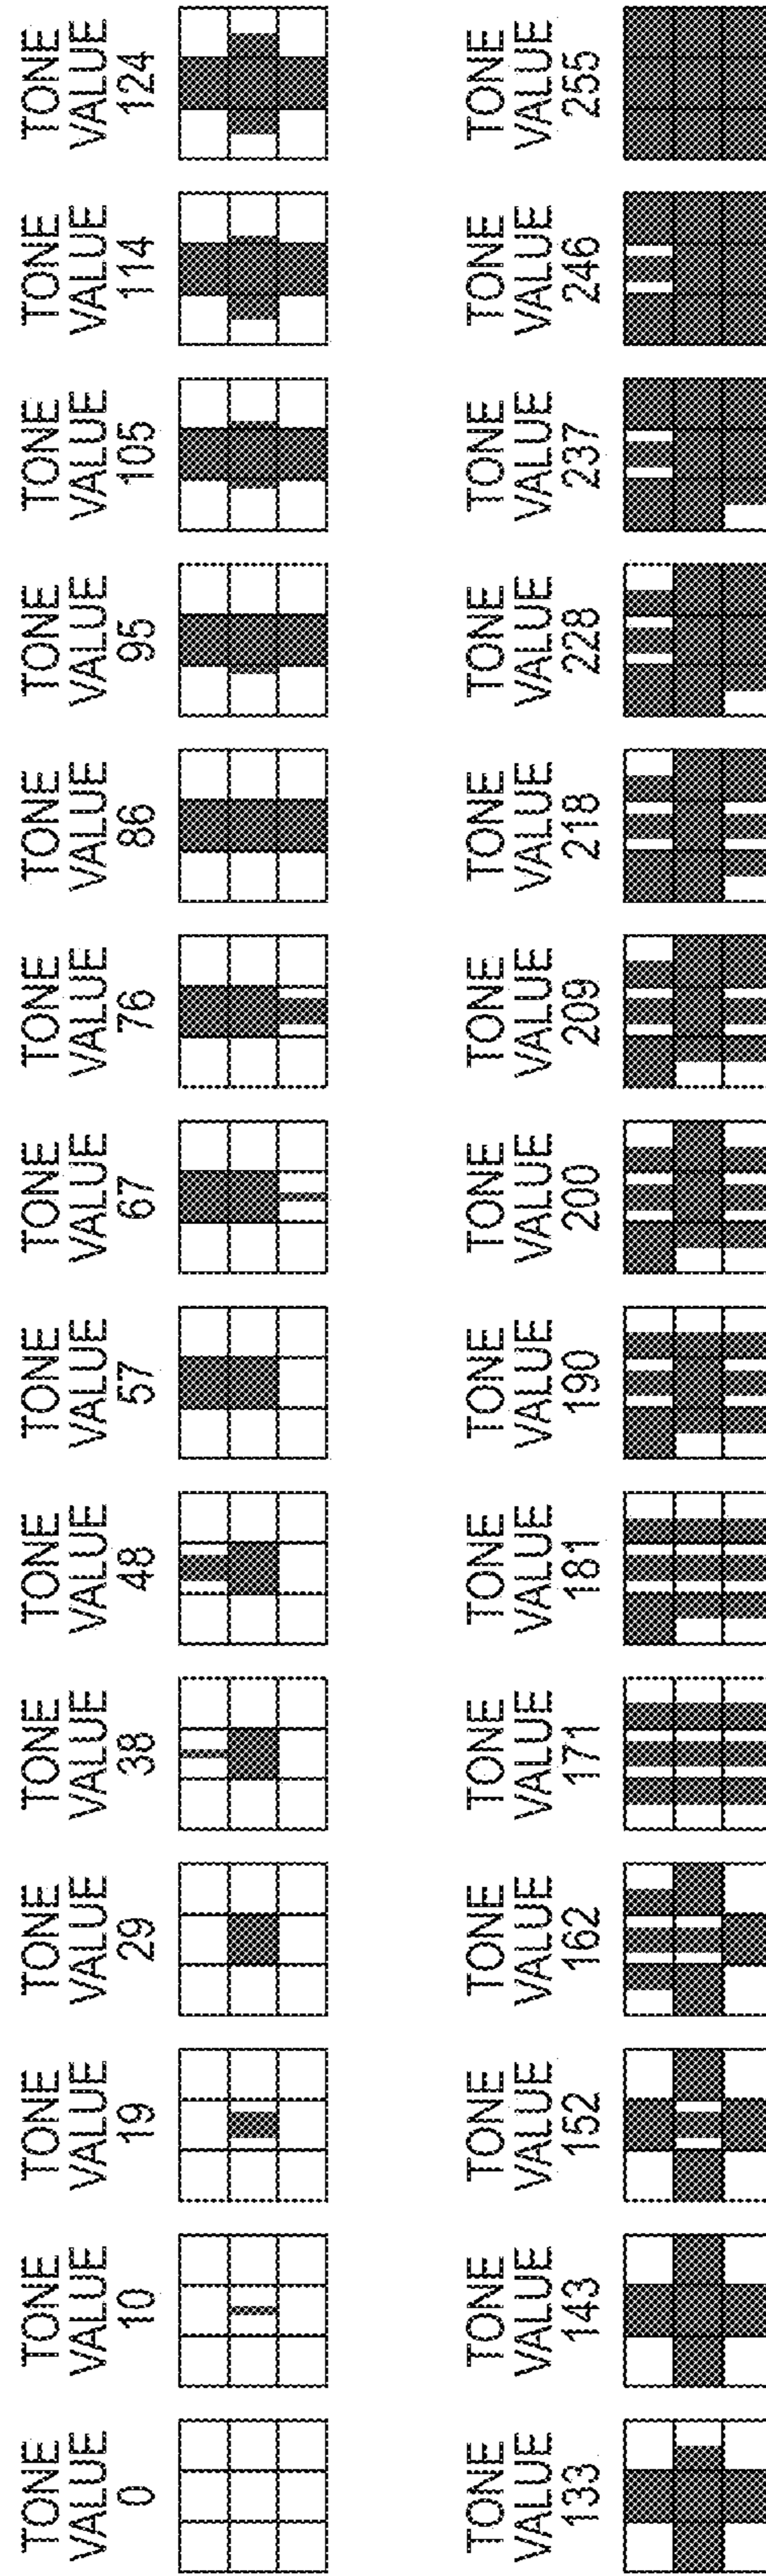 TONE
VALUE
0
TONE
VALUE
10
TONE
VALUE
19
TONE
VALUE
29
TONE
VALUE
38
TONE
VALUE
48
TONE
VALUE
57
TONE
VALUE
67
TONE
VALUE
76
TONE
VALUE
86
TONE
VALUE
95
TONE
VALUE
105
TONE
VALUE
114
TONE
VALUE
124
TONE
VALUE
133
TONE
VALUE
143
TONE
VALUE
152
TONE
VALUE
162
TONE
VALUE
171
TONE
VALUE
181
TONE
VALUE
190
TONE
VALUE
200
TONE
VALUE
209
TONE
VALUE
218
TONE
VALUE
228
TONE
VALUE
237
TONE
VALUE
246
TONE
VALUE
255